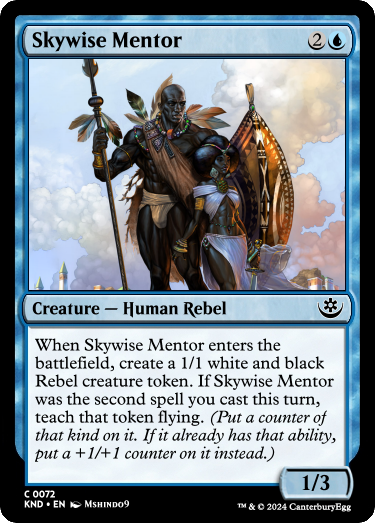 Skywise Mentor 2
Creature — Human Rebel
When Skywise Mentor enters the
battlefield, create a 1/1 white and black
Rebel creature token. If Skywise Mentor
was the second spell you cast this turn,
teach that token flying. (Put a counter of
that kind on it. If it already has that ability,
put a +1/+1 counter on it instead.)
1/3
C 0072
KND • EN Mshindo9
™ & © 2024 CanterburyEgg